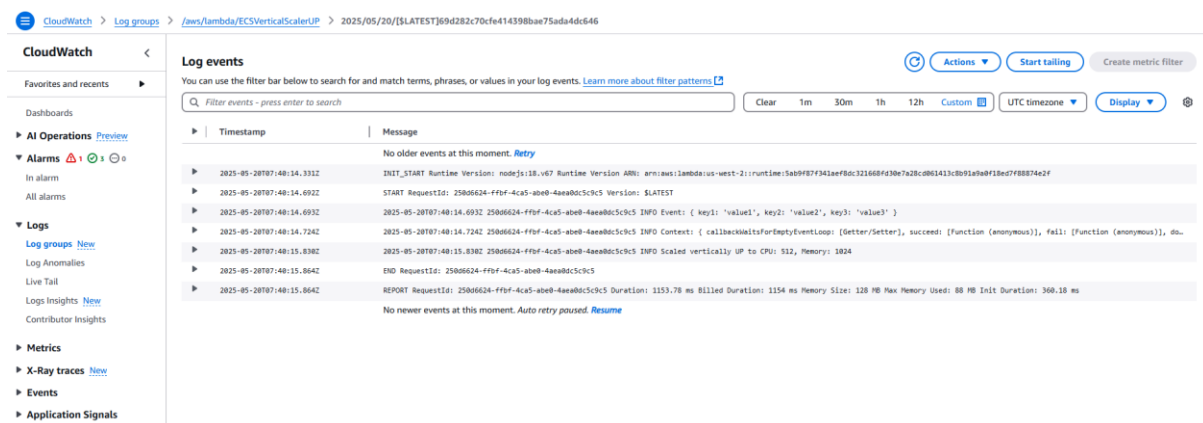 CloudWatch > Log groups > /aws/lambda/ECSVerticalScalerUP > 2025/05/20/[$LATEST]69d282c70cfe414398bae75ada4dc646
CloudWatch
Favorites and recents
Dashboards
AI Operations Preview
Alarms 1 3 0
In alarm
All alarms
Logs
Log groups New
Log Anomalies
Live Tail
Logs Insights New
Contributor Insights
Metrics
X-Ray traces New
Events
Application Signals
Log events
Actions Start tailing Create metric filter
You can use the filter bar below to search for and match terms, phrases, or values in your log events. Learn more about filter patterns
Filter events - press enter to search
Clear 1m 30m 1h 12h Custom UTC timezone Display
Timestamp Message
No older events at this moment. Retry
2025-05-20T07:40:14.331Z INIT_START Runtime Version: nodejs:18.v67 Runtime Version ARN: arn:aws:lambda:us-west-2::runtime:5ab9f87f341aef8dc321668fd30e7a28cd061413c8b91a9a0f18ed7f88874e2f
2025-05-20T07:40:14.692Z START RequestId: 250d6624-ffbf-4ca5-abe0-4aea0dc5c9c5 Version: $LATEST
2025-05-20T07:40:14.693Z 2025-05-20T07:40:14.693Z 250d6624-ffbf-4ca5-abe0-4aea0dc5c9c5 INFO Event: { key1: 'value1', key2: 'value2', key3: 'value3' }
2025-05-20T07:40:14.724Z 2025-05-20T07:40:14.724Z 250d6624-ffbf-4ca5-abe0-4aea0dc5c9c5 INFO Context: { callbackWaitsForEmptyEventLoop: [Getter/Setter], succeed: [Function (anonymous)], fail: [Function (anonymous)], do…
2025-05-20T07:40:15.830Z 2025-05-20T07:40:15.830Z 250d6624-ffbf-4ca5-abe0-4aea0dc5c9c5 INFO Scaled vertically UP to CPU: 512, Memory: 1024
2025-05-20T07:40:15.864Z END RequestId: 250d6624-ffbf-4ca5-abe0-4aea0dc5c9c5
2025-05-20T07:40:15.864Z REPORT RequestId: 250d6624-ffbf-4ca5-abe0-4aea0dc5c9c5 Duration: 1153.78 ms Billed Duration: 1154 ms Memory Size: 128 MB Max Memory Used: 88 MB Init Duration: 360.18 ms
No newer events at this moment. Auto retry paused. Resume